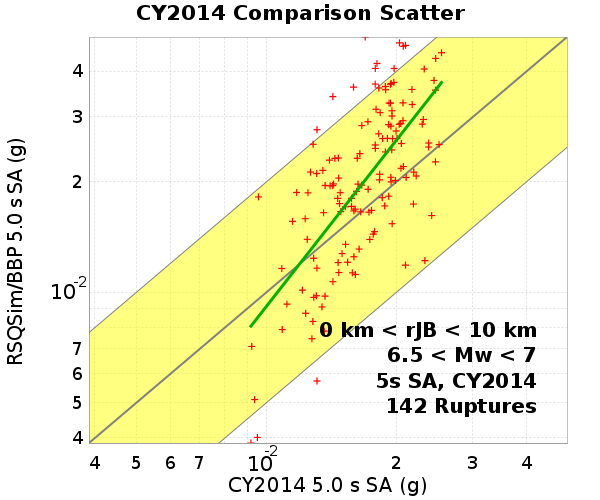 CY2014 Comparison Scatter
RSQSim/BBP 5.0 s SA (g)
4
3
2
10-2
7
6
5
4
0 km < rJB < 10 km
6.5 < Mw < 7
5s SA, CY2014
142 Ruptures
4 5 6 7 10-2 2 3 4
CY2014 5.0 s SA (g)